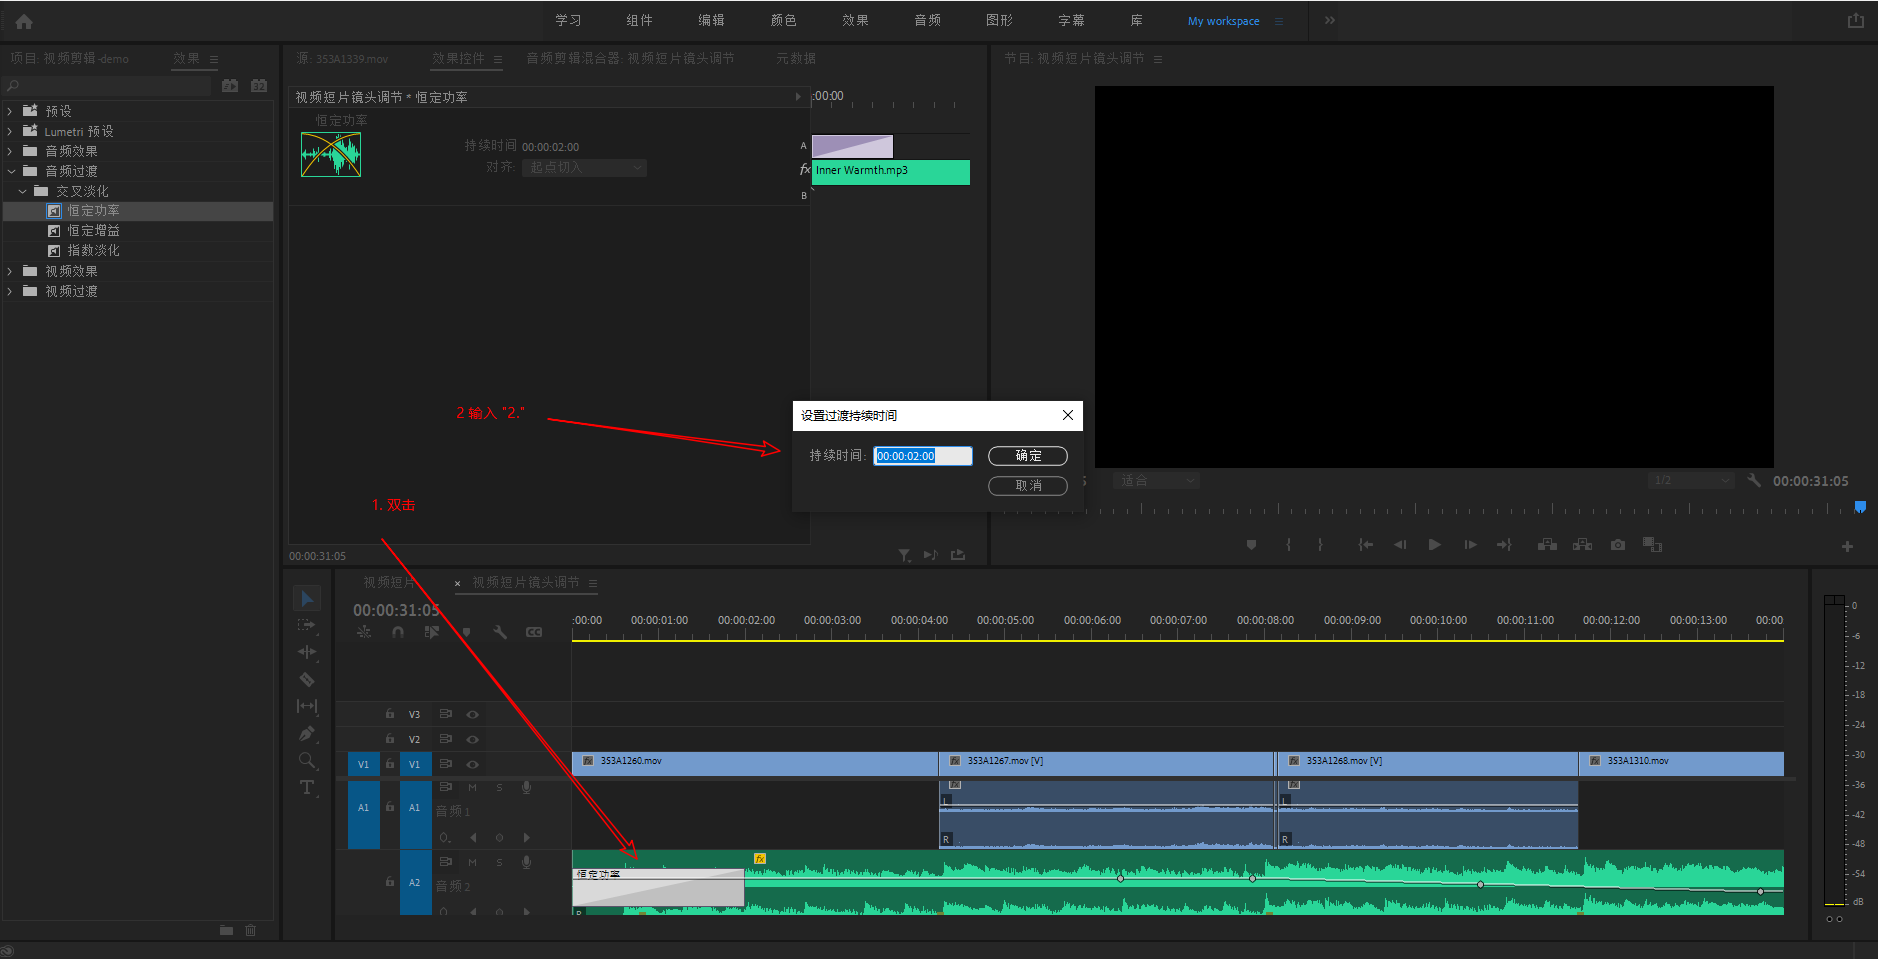 学习 组件 编辑 颜色 效果 音频 图形 字幕 库 My workspace
项目: 视频剪辑-demo 效果
源: 353A1339.mov 效果控件 音频剪辑混合器: 视频短片镜头调节 元数据
节目: 视频短片镜头调节
预设
Lumetri 预设
音频效果
音频过渡
交叉淡化
恒定功率
恒定增益
指数淡化
视频效果
视频过渡
视频短片镜头调节 * 恒定功率
:00:00
恒定功率
持续时间 00:00:02:00
对齐: 起点切入
A
fx Inner Warmth.mp3
B
2 输入 "2."
1. 双击
设置过渡持续时间
持续时间: 00:00:02:00 确定
取消
00:00:31:05
5 适合 1/2 00:00:31:05
视频短片 × 视频短片镜头调节
00:00:31:05
:00:00 00:00:01:00 00:00:02:00 00:00:03:00 00:00:04:00 00:00:05:00 00:00:06:00 00:00:07:00 00:00:08:00 00:00:09:00 00:00:10:00 00:00:11:00 00:00:12:00 00:00:13:00 00:00
V3
V2
V1 V1 fx 353A1260.mov fx 353A1267.mov [V] fx 353A1268.mov [V] fx 353A1310.mov
A1 A1 M S
音频 1
fx L R fx L R
A2 M S
音频 2
fx
恒定功率
R
0
-6
-12
-18
-24
-30
-36
-42
-48
-54
dB